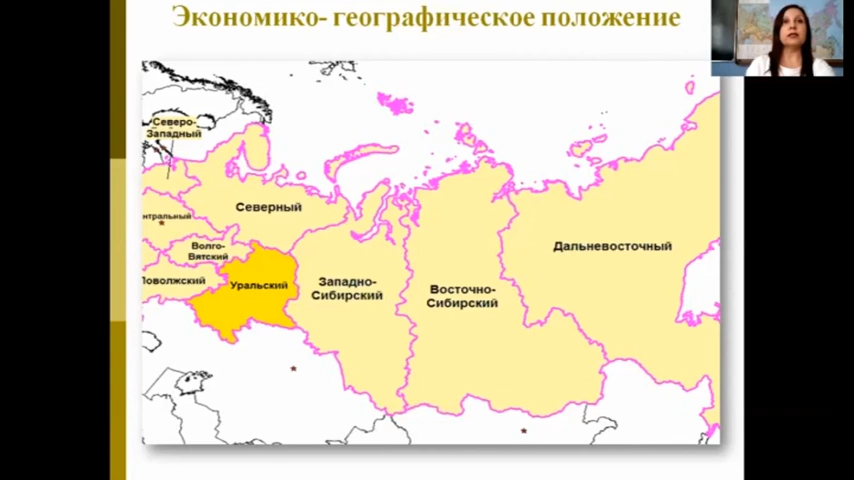 Экономико- географическое положение
Северо-
Западный
Северный
нтральный
Волго-
Вятский
Поволжский
Уральский
Западно-
Сибирский
Восточно-
Сибирский
Дальневосточный